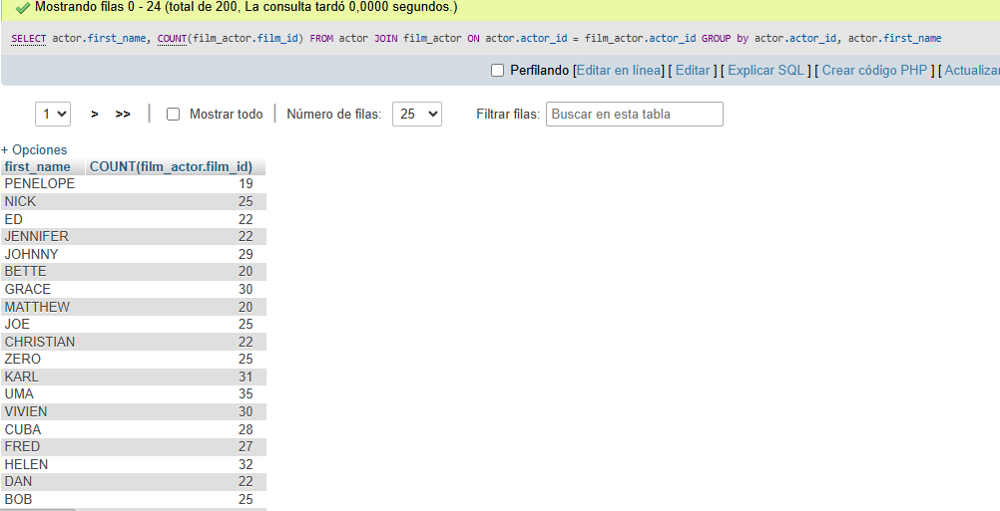 Mostrando filas 0 - 24 (total de 200, La consulta tardó 0,0000 segundos.)
SELECT actor.first_name, COUNT(film_actor.film_id) FROM actor JOIN film_actor ON actor.actor_id = film_actor.actor_id GROUP by actor.actor_id, actor.first_name
Perfilando [Editar en línea] [ Editar ] [ Explicar SQL ] [ Crear código PHP ] [ Actualizar
1 > >> | Mostrar todo | Número de filas: 25 Filtrar filas: Buscar en esta tabla
+ Opciones
first_name COUNT(film_actor.film_id)
PENELOPE 19
NICK 25
ED 22
JENNIFER 22
JOHNNY 29
BETTE 20
GRACE 30
MATTHEW 20
JOE 25
CHRISTIAN 22
ZERO 25
KARL 31
UMA 35
VIVIEN 30
CUBA 28
FRED 27
HELEN 32
DAN 22
BOB 25